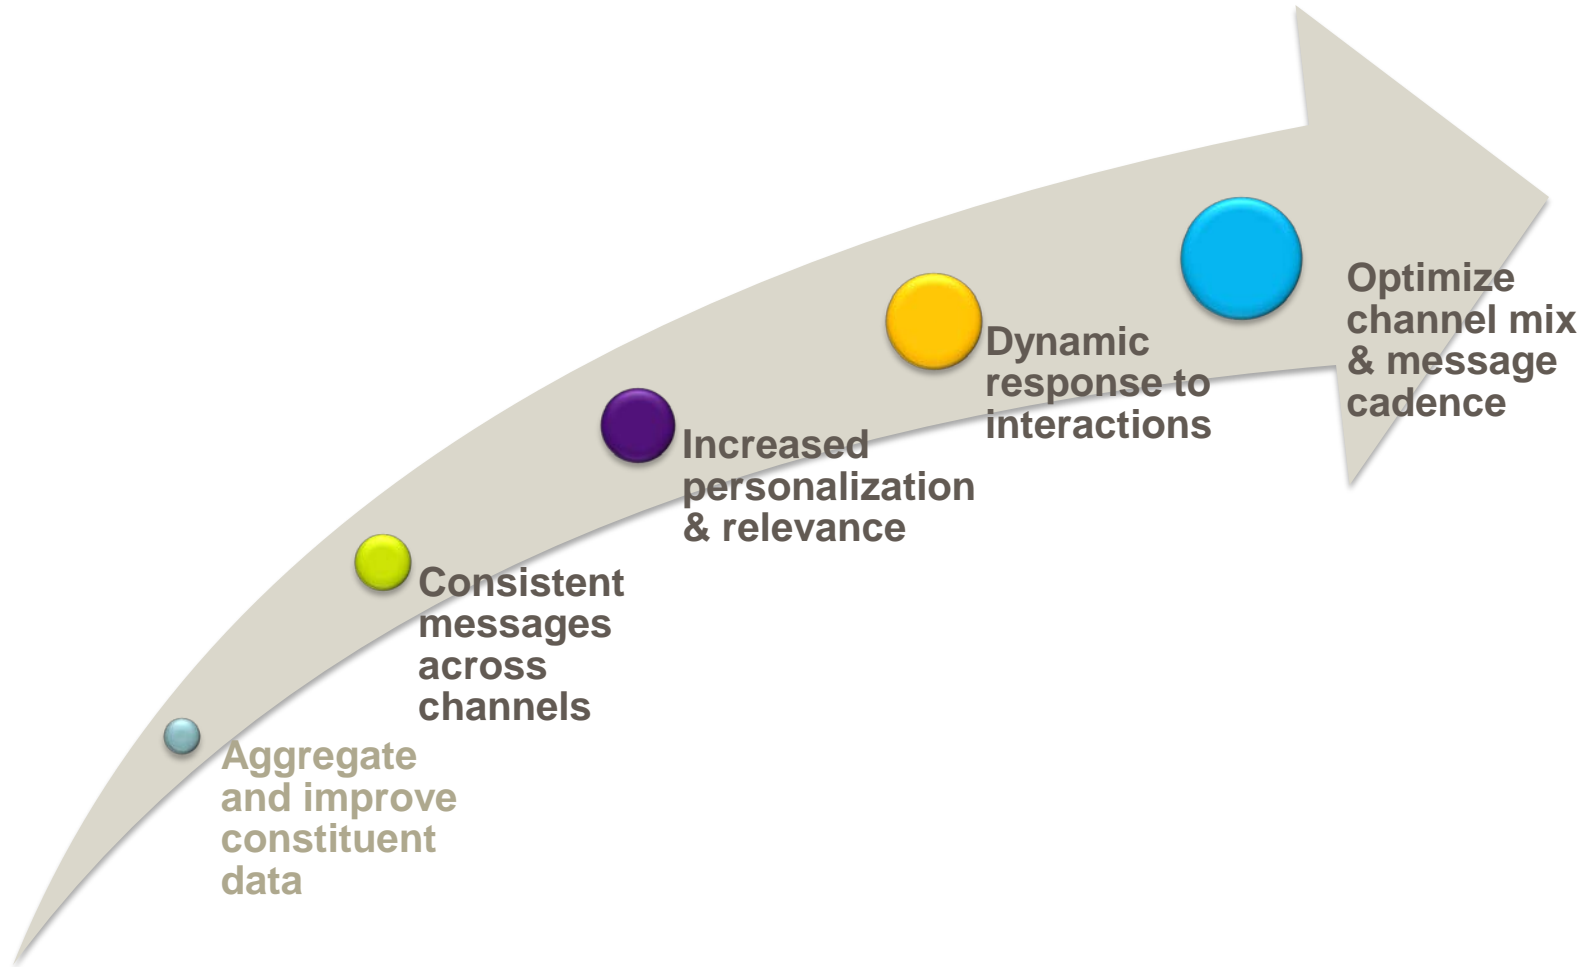 Aggregate
and improve
constituent
data
Consistent
messages
across
channels
Increased
personalization
& relevance
Dynamic
response to
interactions
Optimize
channel mix
& message
cadence